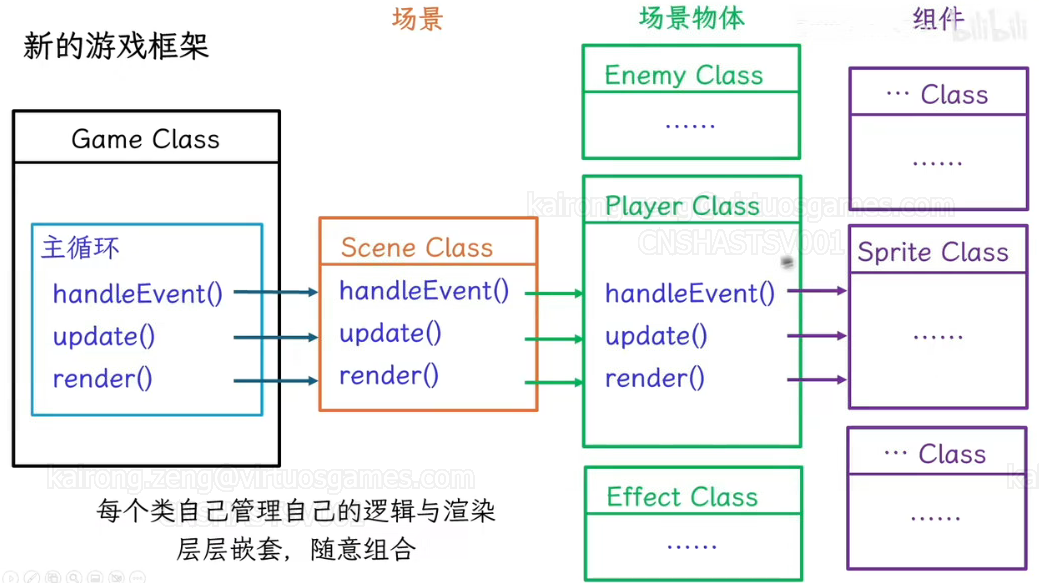 新的游戏框架
场景
场景物体
组件
bilibili
Game Class
主循环
handleEvent()
update()
render()
Scene Class
handleEvent()
update()
render()
Enemy Class
......
Player Class
handleEvent()
update()
render()
Effect Class
......
... Class
......
Sprite Class
......
... Class
......
每个类自己管理自己的逻辑与渲染
层层嵌套，随意组合
kairong.zeng@virtuosgames.com
CNSHASTSV001
kairong.zeng@virtuosgames.com